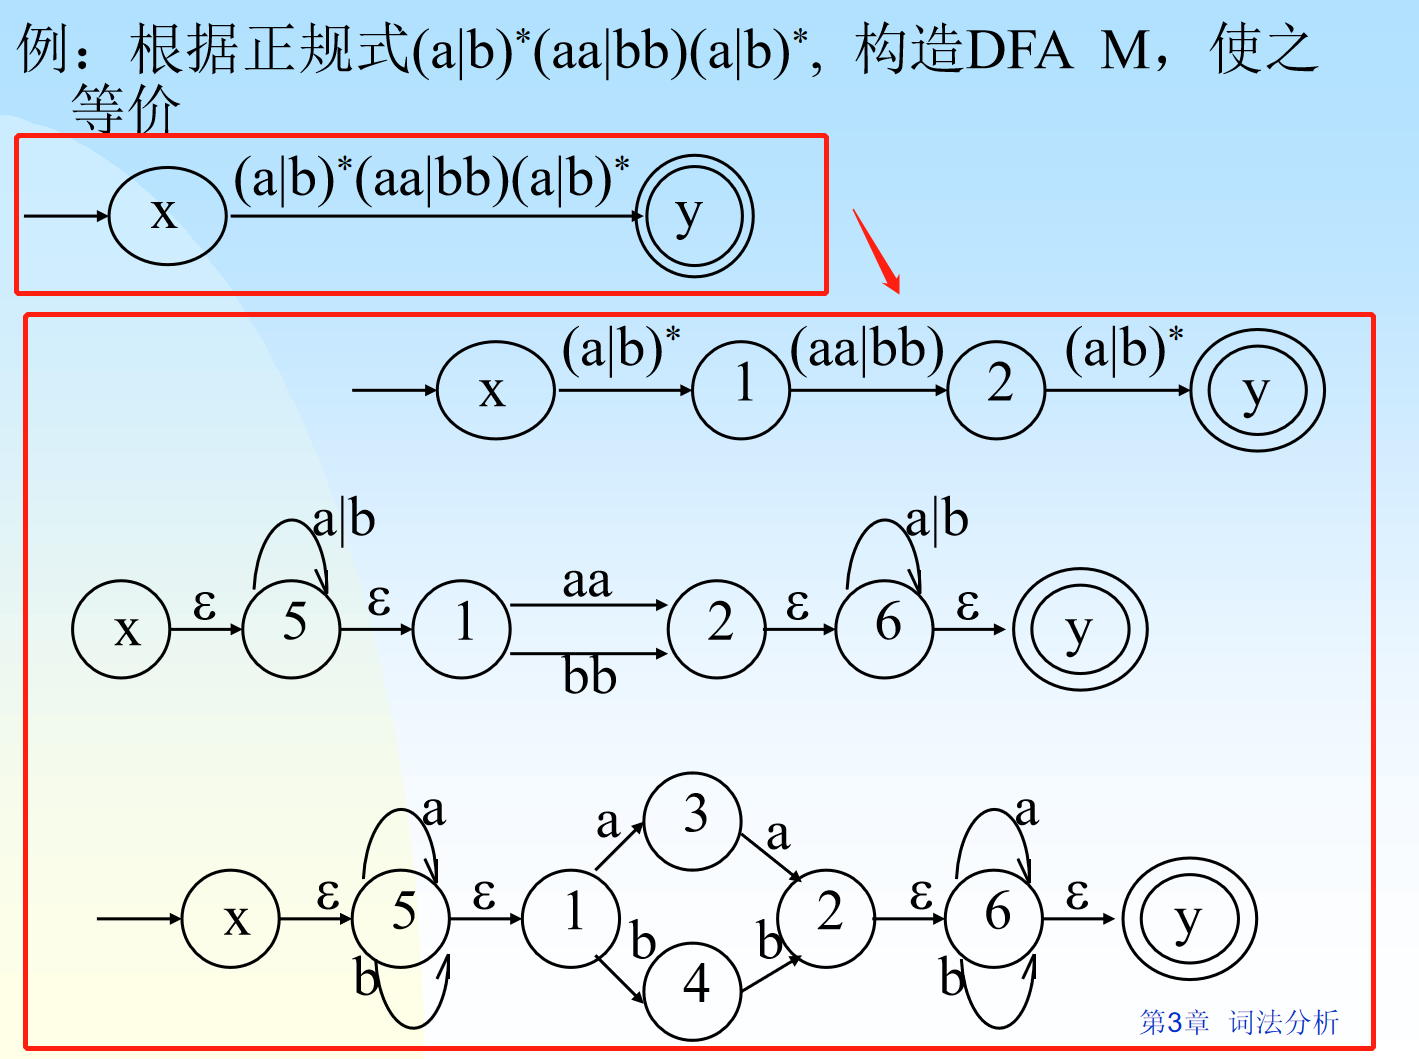 例：根据正规式(a|b)*(aa|bb)(a|b)*，构造DFA M，使之
等价
(a|b)*(aa|bb)(a|b)*
x y
(a|b)* (aa|bb) (a|b)*
x 1 2 y
a|b a|b
aa
ε ε ε ε
x 5 1 2 6 y
bb
a 3 a
a a
ε ε ε ε
x 5 1 2 6 y
b b
b 4 b
第3章 词法分析